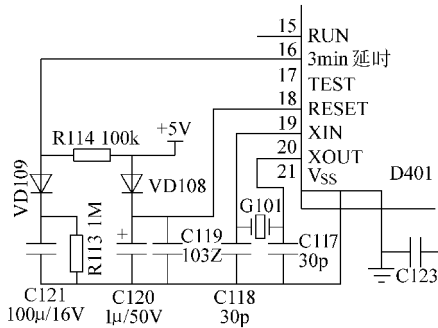 15 RUN
16 3min 延时
17 TEST
18 RESET
19 XIN
20 XOUT
21 VSS
D401
R114 100k
+5V
VD109
VD108
R113 1M
G101
C119
103Z
C117
30p
C123
C121
100μ/16V
C120
1μ/50V
C118
30p
+